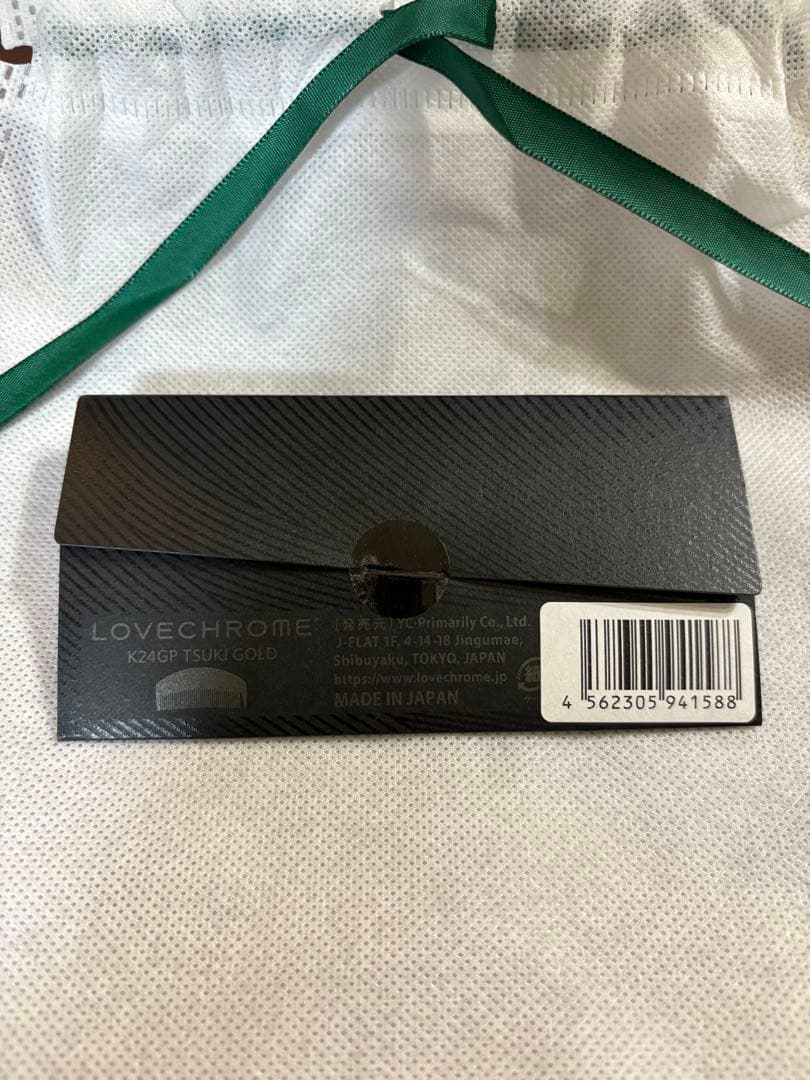 LOVECHROME®
K24GP TSUKI GOLD
[発売元] YC-Primarily Co., Ltd.
J-FLAT 1F, 4-14-18 Jingumae,
Shibuyaku, TOKYO, JAPAN
https://www.lovechrome.jp
MADE IN JAPAN
4 562305 941588